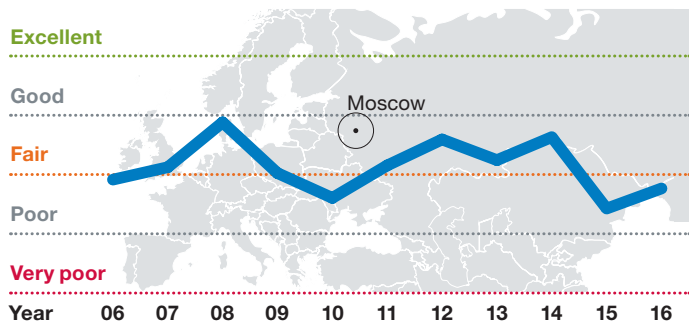 Excellent
Good
Moscow
Fair
Poor
Very poor
Year 06 07 08 09 10 11 12 13 14 15 16